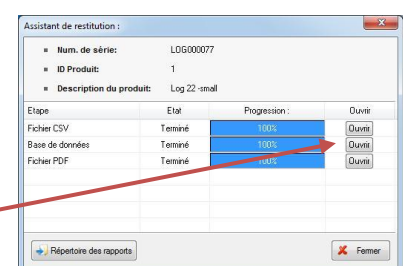 Assistant de restitution :
Num. de série: LOG000077
ID Produit: 1
Description du produit: Log 22 -small
Etape Etat Progression : Ouvrir
Fichier CSV Terminé 100% Ouvrir
Base de données Terminé 100% Ouvrir
Fichier PDF Terminé 100% Ouvrir
Répertoire des rapports Fermer